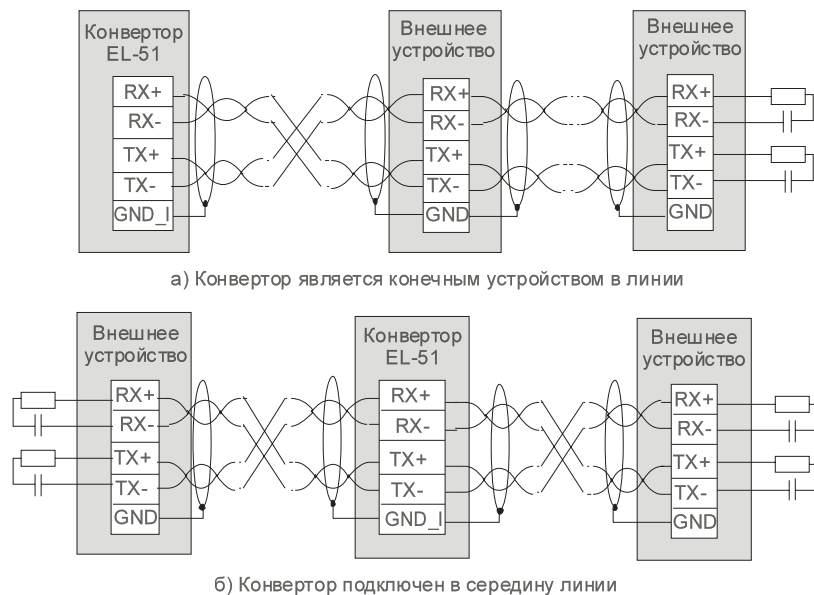 Конвертор
EL-51
RX+
RX-
TX+
TX-
GND_I
Внешнее
устройство
RX+
RX-
TX+
TX-
GND
Внешнее
устройство
RX+
RX-
TX+
TX-
GND
а) Конвертор является конечным устройством в линии
Внешнее
устройство
RX+
RX-
TX+
TX-
GND
Конвертор
EL-51
RX+
RX-
TX+
TX-
GND_I
Внешнее
устройство
RX+
RX-
TX+
TX-
GND
б) Конвертор подключен в середину линии